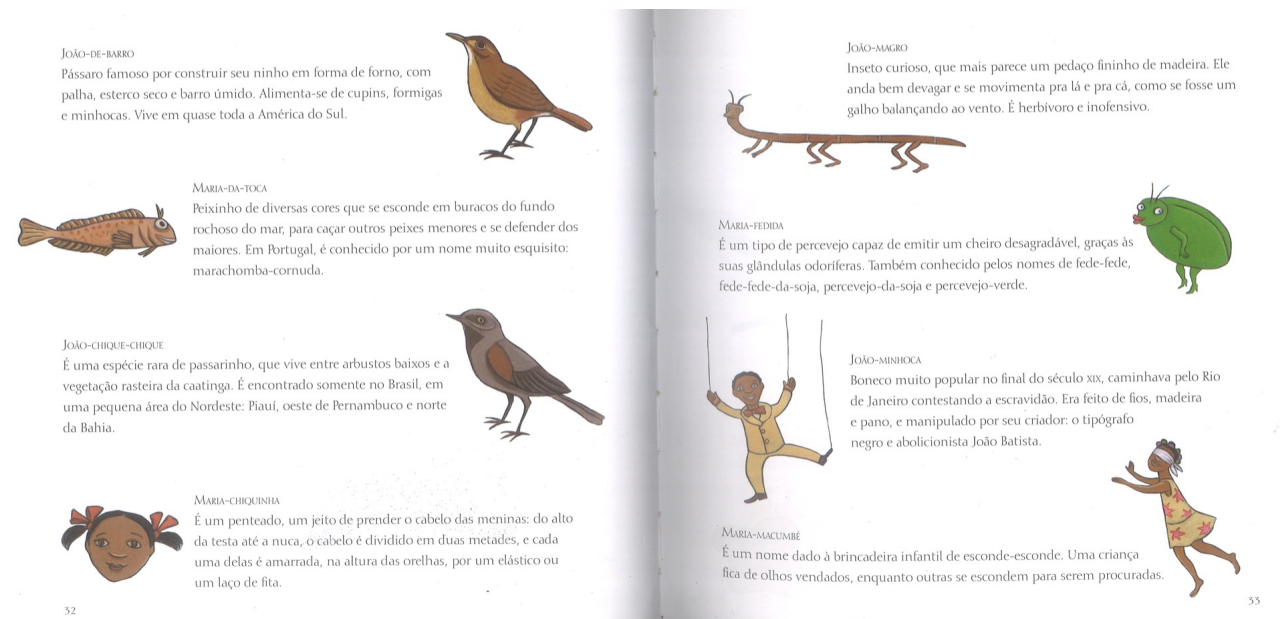 João-de-barro
Pássaro famoso por construir seu ninho em forma de forno, com
palha, esterco seco e barro úmido. Alimenta-se de cupins, formigas
e minhocas. Vive em quase toda a América do Sul.
Maria-da-toca
Peixinho de diversas cores que se esconde em buracos do fundo
rochoso do mar, para caçar outros peixes menores e se defender dos
maiores. Em Portugal, é conhecido por um nome muito esquisito:
marachomba-cornuda.
João-chique-chique
É uma espécie rara de passarinho, que vive entre arbustos baixos e a
vegetação rasteira da caatinga. É encontrado somente no Brasil, em
uma pequena área do Nordeste: Piauí, oeste de Pernambuco e norte
da Bahia.
Maria-chiquinha
É um penteado, um jeito de prender o cabelo das meninas: do alto
da testa até a nuca, o cabelo é dividido em duas metades, e cada
uma delas é amarrada, na altura das orelhas, por um elástico ou
um laço de fita.
32
João-magro
Inseto curioso, que mais parece um pedaço fininho de madeira. Ele
anda bem devagar e se movimenta pra lá e pra cá, como se fosse um
galho balançando ao vento. É herbívoro e inofensivo.
Maria-fedida
É um tipo de percevejo capaz de emitir um cheiro desagradável, graças às
suas glândulas odoríferas. Também conhecido pelos nomes de fede-fede,
fede-fede-da-soja, percevejo-da-soja e percevejo-verde.
João-minhoca
Boneco muito popular no final do século XIX, caminhava pelo Rio
de Janeiro contestando a escravidão. Era feito de fios, madeira
e pano, e manipulado por seu criador: o tipógrafo
negro e abolicionista João Batista.
Maria-macumbé
É um nome dado à brincadeira infantil de esconde-esconde. Uma criança
fica de olhos vendados, enquanto outras se escondem para serem procuradas.
33